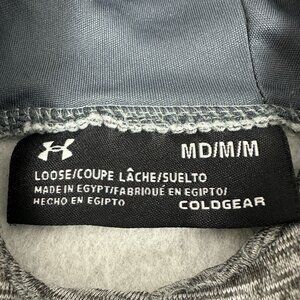 MD/M/M
LOOSE/COUPE LÂCHE/SUELTO
MADE IN EGYPT/FABRIQUÉ EN EGIPTO/
HECHO EN EGIPTO
COLDGEAR